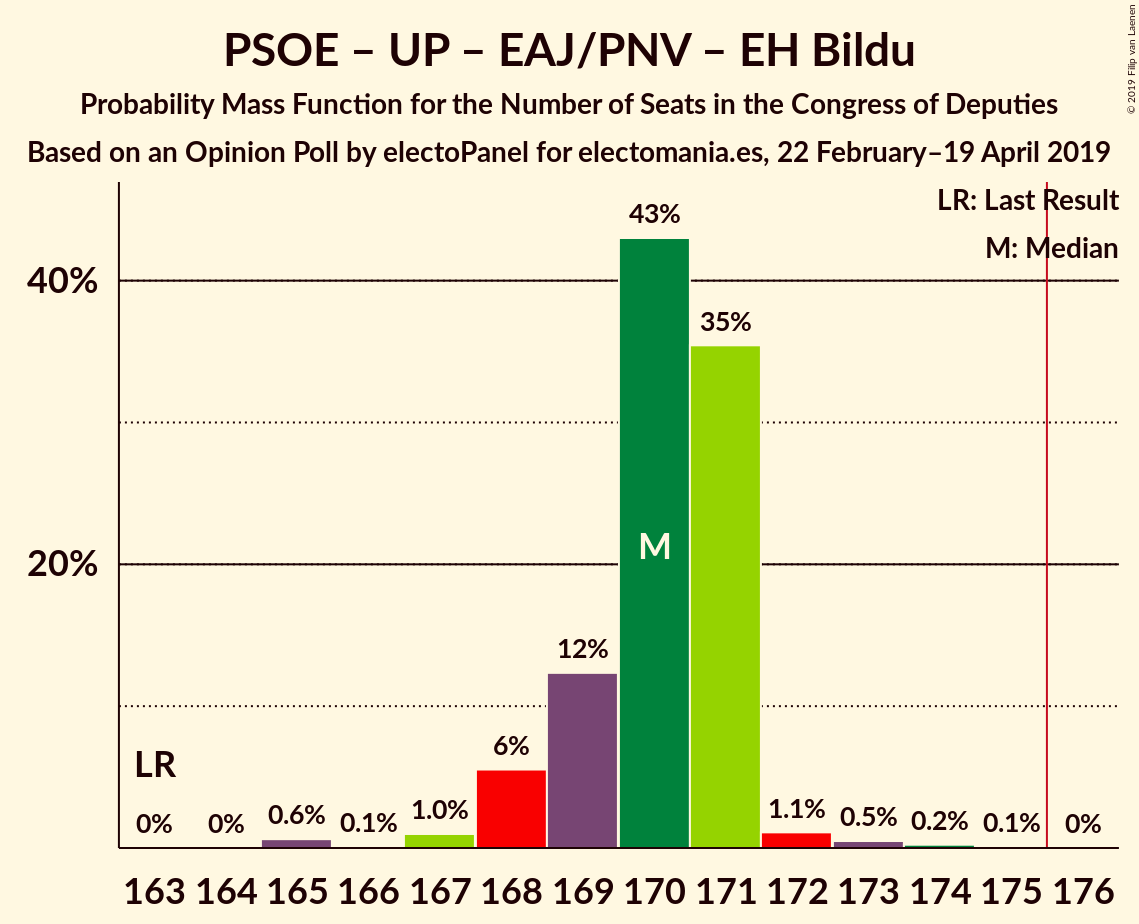 PSOE – UP – EAJ/PNV – EH Bildu
Probability Mass Function for the Number of Seats in the Congress of Deputies
Based on an Opinion Poll by electoPanel for electomania.es, 22 February–19 April 2019
© 2019 Filip van Laenen
LR: Last Result
M: Median
40%
20%
43%
35%
12%
6%
LR
0%
0%
0.6%
0.1%
1.0%
1.1%
0.5%
0.2%
0.1%
0%
M
163 164 165 166 167 168 169 170 171 172 173 174 175 176